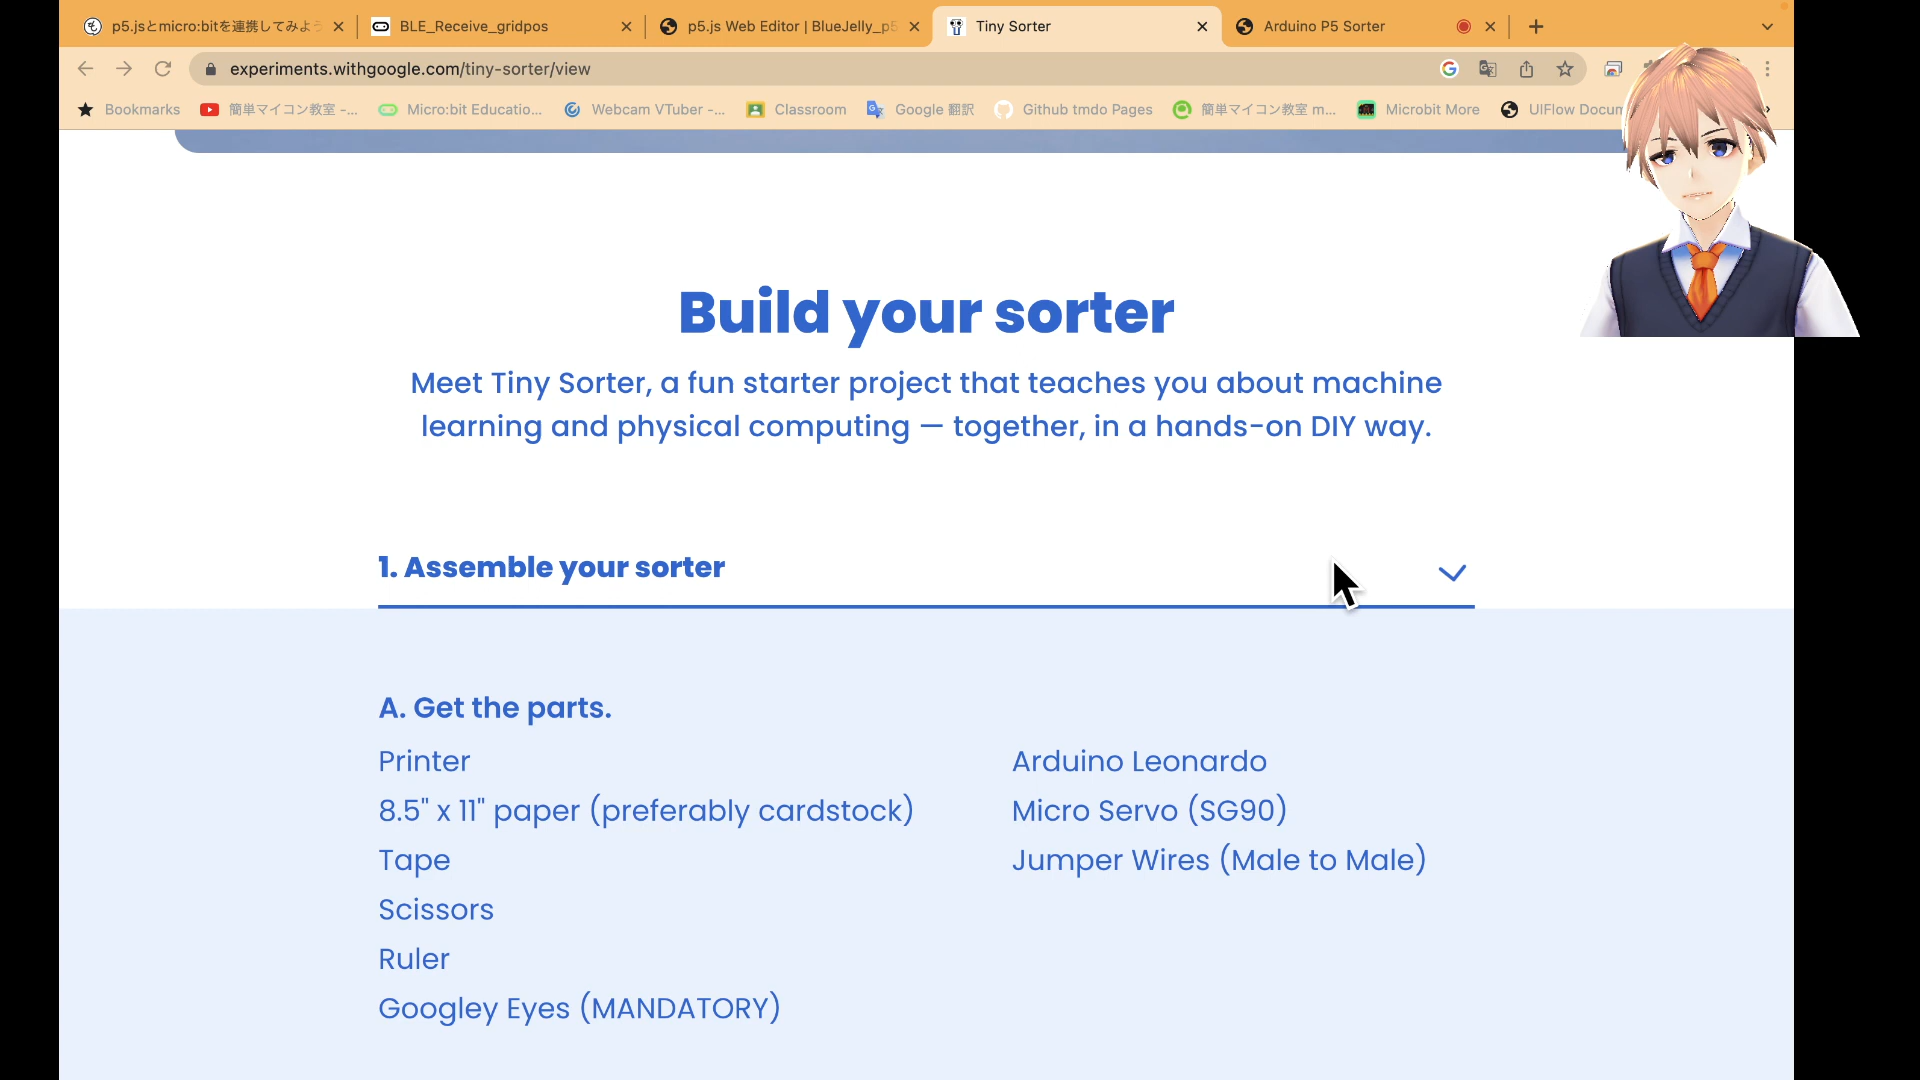 p5.jsとmicro:bitを連携してみよう
BLE_Receive_gridpos
p5.js Web Editor | BlueJelly_p5
Tiny Sorter
Arduino P5 Sorter
experiments.withgoogle.com/tiny-sorter/view
Bookmarks
簡単マイコン教室 -...
Micro:bit Educatio...
Webcam VTuber -...
Classroom
Google 翻訳
Github tmdo Pages
簡単マイコン教室 m...
Microbit More
UIFlow Docum
Build your sorter
Meet Tiny Sorter, a fun starter project that teaches you about machine
learning and physical computing — together, in a hands-on DIY way.
1. Assemble your sorter
A. Get the parts.
Printer
8.5" x 11" paper (preferably cardstock)
Tape
Scissors
Ruler
Googley Eyes (MANDATORY)
Arduino Leonardo
Micro Servo (SG90)
Jumper Wires (Male to Male)